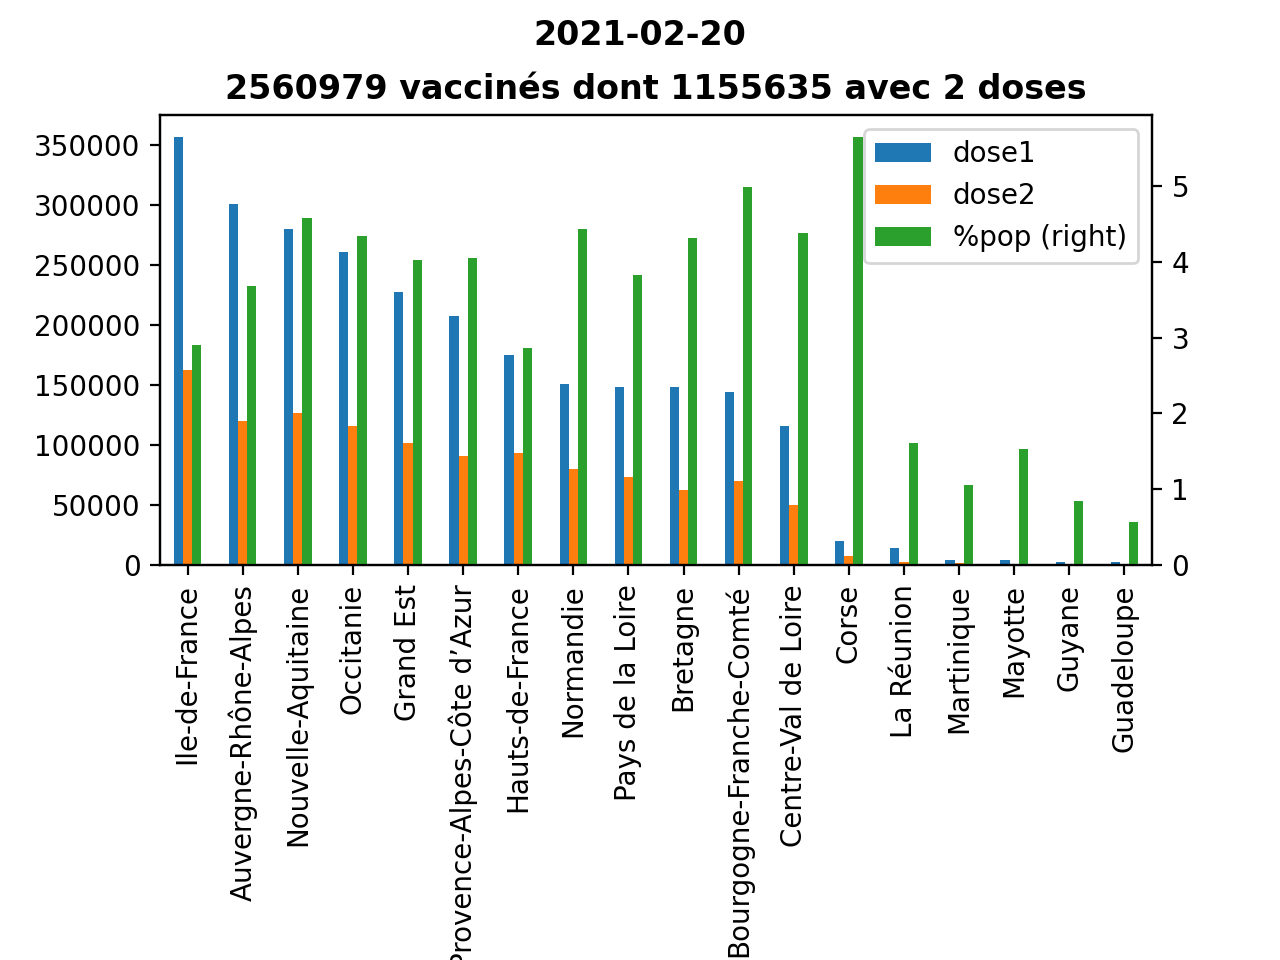 2021-02-20
2560979 vaccinés dont 1155635 avec 2 doses
350000
300000
250000
200000
150000
100000
50000
0
dose1
dose2
%pop (right)
5
4
3
2
1
0
Ile-de-France
Auvergne-Rhône-Alpes
Nouvelle-Aquitaine
Occitanie
Grand Est
Provence-Alpes-Côte d’Azur
Hauts-de-France
Normandie
Pays de la Loire
Bretagne
Bourgogne-Franche-Comté
Centre-Val de Loire
Corse
La Réunion
Martinique
Mayotte
Guyane
Guadeloupe